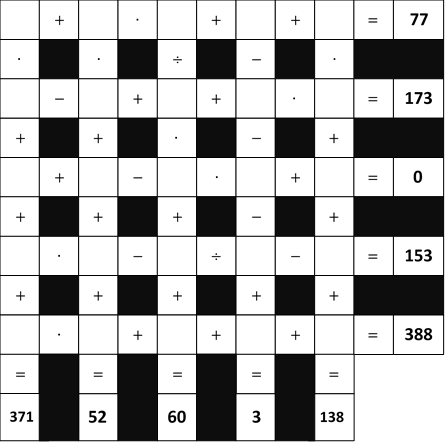 + · + + = 77
· · ÷ − ·
− + + · = 173
+ + · − +
+ − · + = 0
+ + + − +
· − ÷ − = 153
+ + + + +
· + + + = 388
= = = = =
371 52 60 3 138